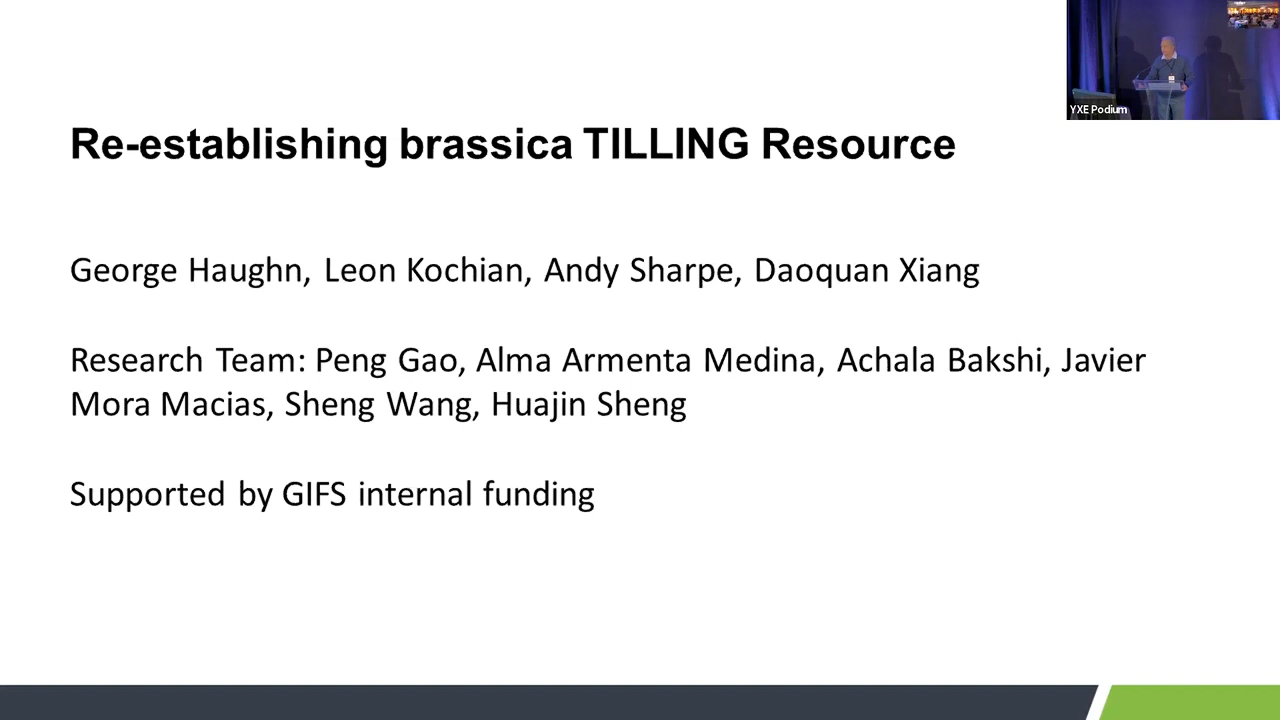 YXE Podium
Re-establishing brassica TILLING Resource
George Haughn, Leon Kochian, Andy Sharpe, Daoquan Xiang
Research Team: Peng Gao, Alma Armenta Medina, Achala Bakshi, Javier
Mora Macias, Sheng Wang, Huajin Sheng
Supported by GIFS internal funding